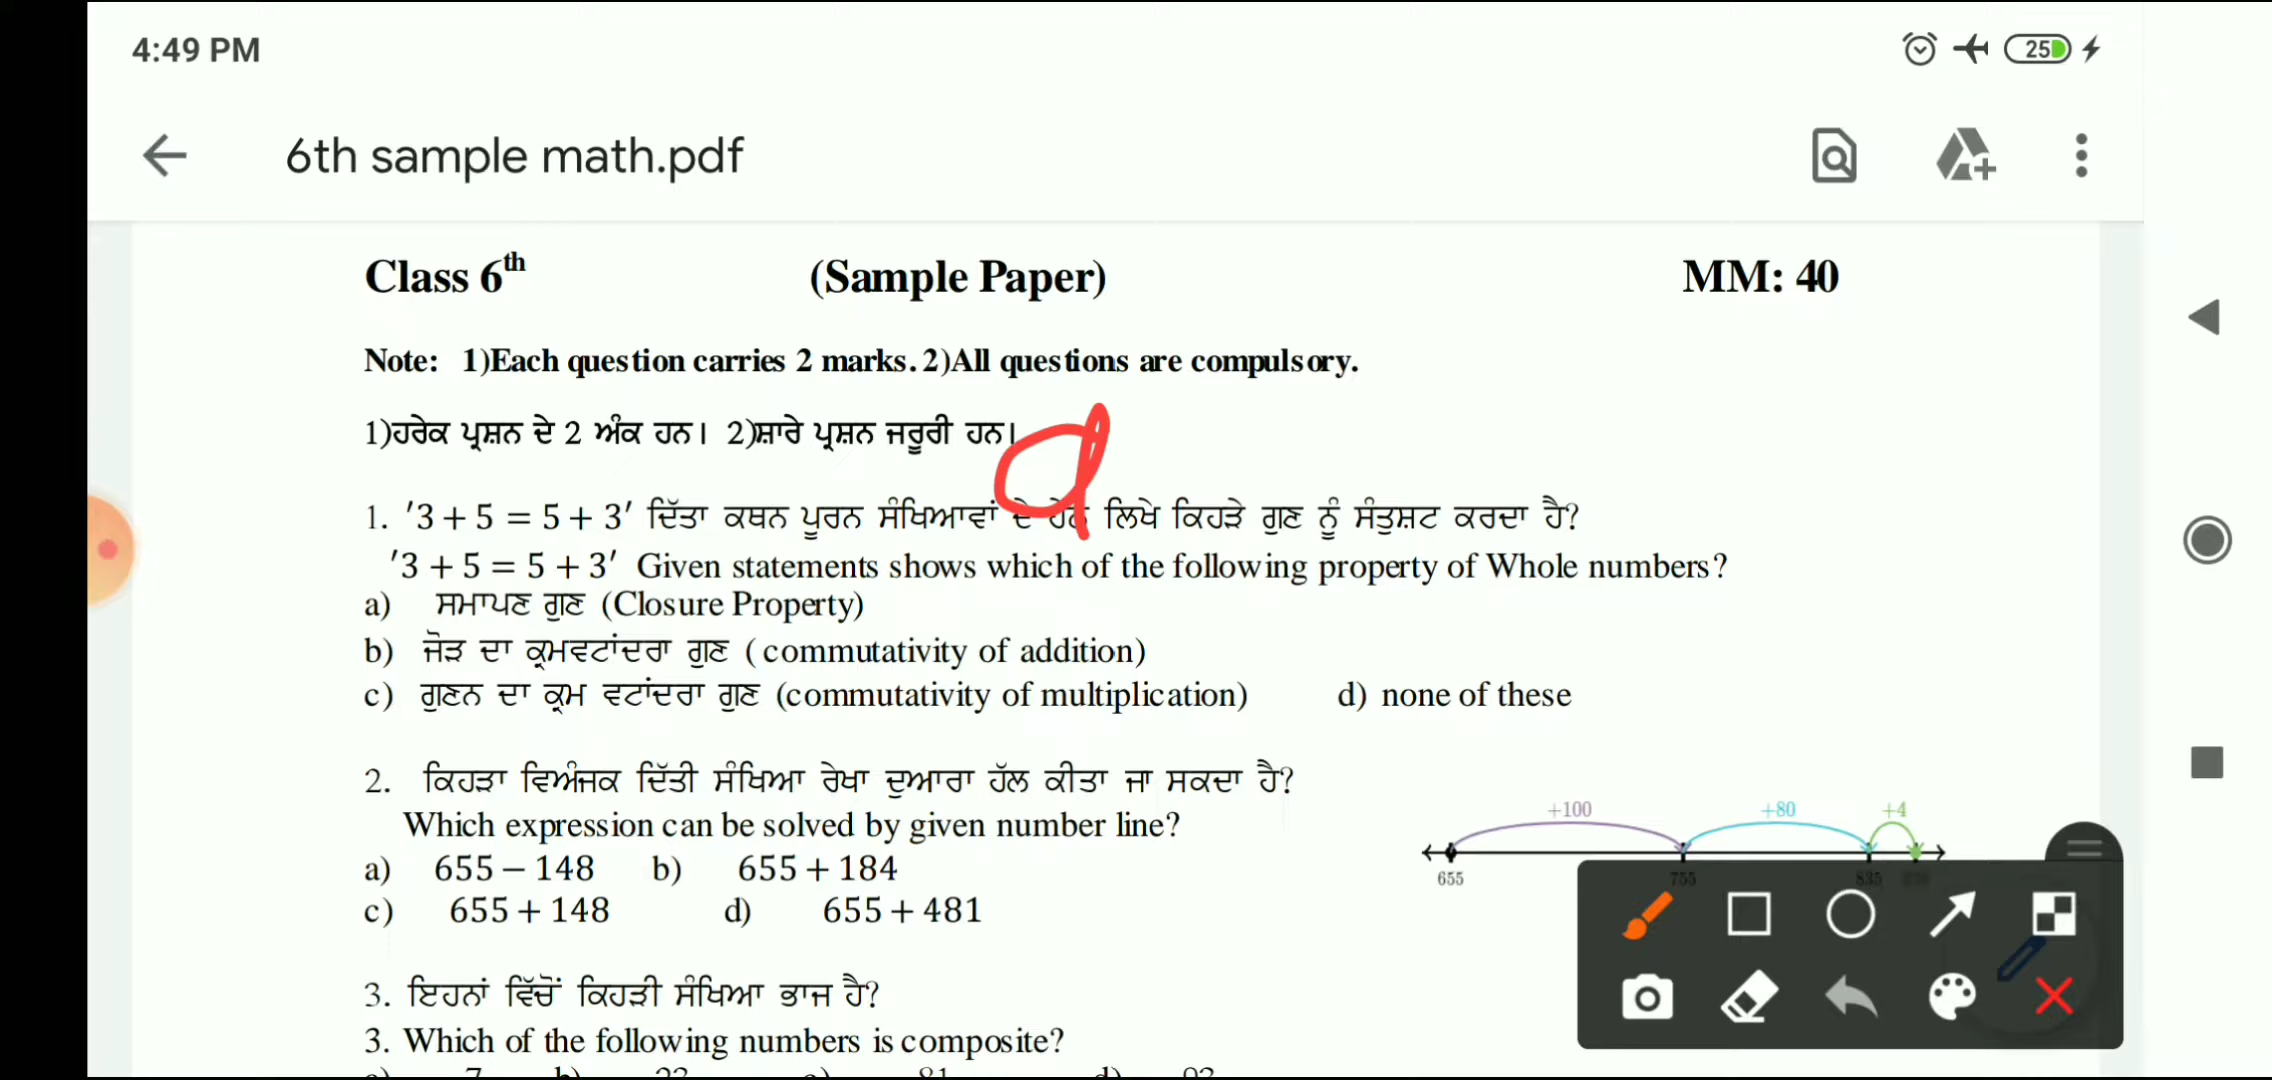 4:49 PM
25
6th sample math.pdf
Class 6th (Sample Paper) MM: 40
Note: 1)Each question carries 2 marks. 2)All questions are compulsory.
1)ਹਰੇਕ ਪ੍ਰਸ਼ਨ ਦੇ 2 ਅੰਕ ਹਨ। 2)ਸ਼ਾਰੇ ਪ੍ਰਸ਼ਨ ਜਰੂਰੀ ਹਨ।
1. '3 + 5 = 5 + 3' ਦਿੱਤਾ ਕਥਨ ਪੂਰਨ ਸੰਖਿਆਵਾਂ ਦੇ ਲਿਖੇ ਕਿਹੜੇ ਗੁਣ ਨੂੰ ਸੰਤੁਸ਼ਟ ਕਰਦਾ ਹੈ?
'3 + 5 = 5 + 3' Given statements shows which of the following property of Whole numbers?
a) ਸਮਾਪਣ ਗੁਣ (Closure Property)
b) ਜੋੜ ਦਾ ਕ੍ਰਮਵਟਾਂਦਰਾ ਗੁਣ ( commutativity of addition)
c) ਗੁਣਨ ਦਾ ਕ੍ਰਮ ਵਟਾਂਦਰਾ ਗੁਣ (commutativity of multiplication) d) none of these
2. ਕਿਹੜਾ ਵਿਅੰਜਕ ਦਿੱਤੀ ਸੰਖਿਆ ਰੇਖਾ ਦੁਆਰਾ ਹੱਲ ਕੀਤਾ ਜਾ ਸਕਦਾ ਹੈ?
Which expression can be solved by given number line?
+100 +80 +4
655 755 835
a) 655 − 148 b) 655 + 184
c) 655 + 148 d) 655 + 481
3. ਇਹਨਾਂ ਵਿੱਚੋਂ ਕਿਹੜੀ ਸੰਖਿਆ ਭਾਜ ਹੈ?
3. Which of the following numbers is composite?